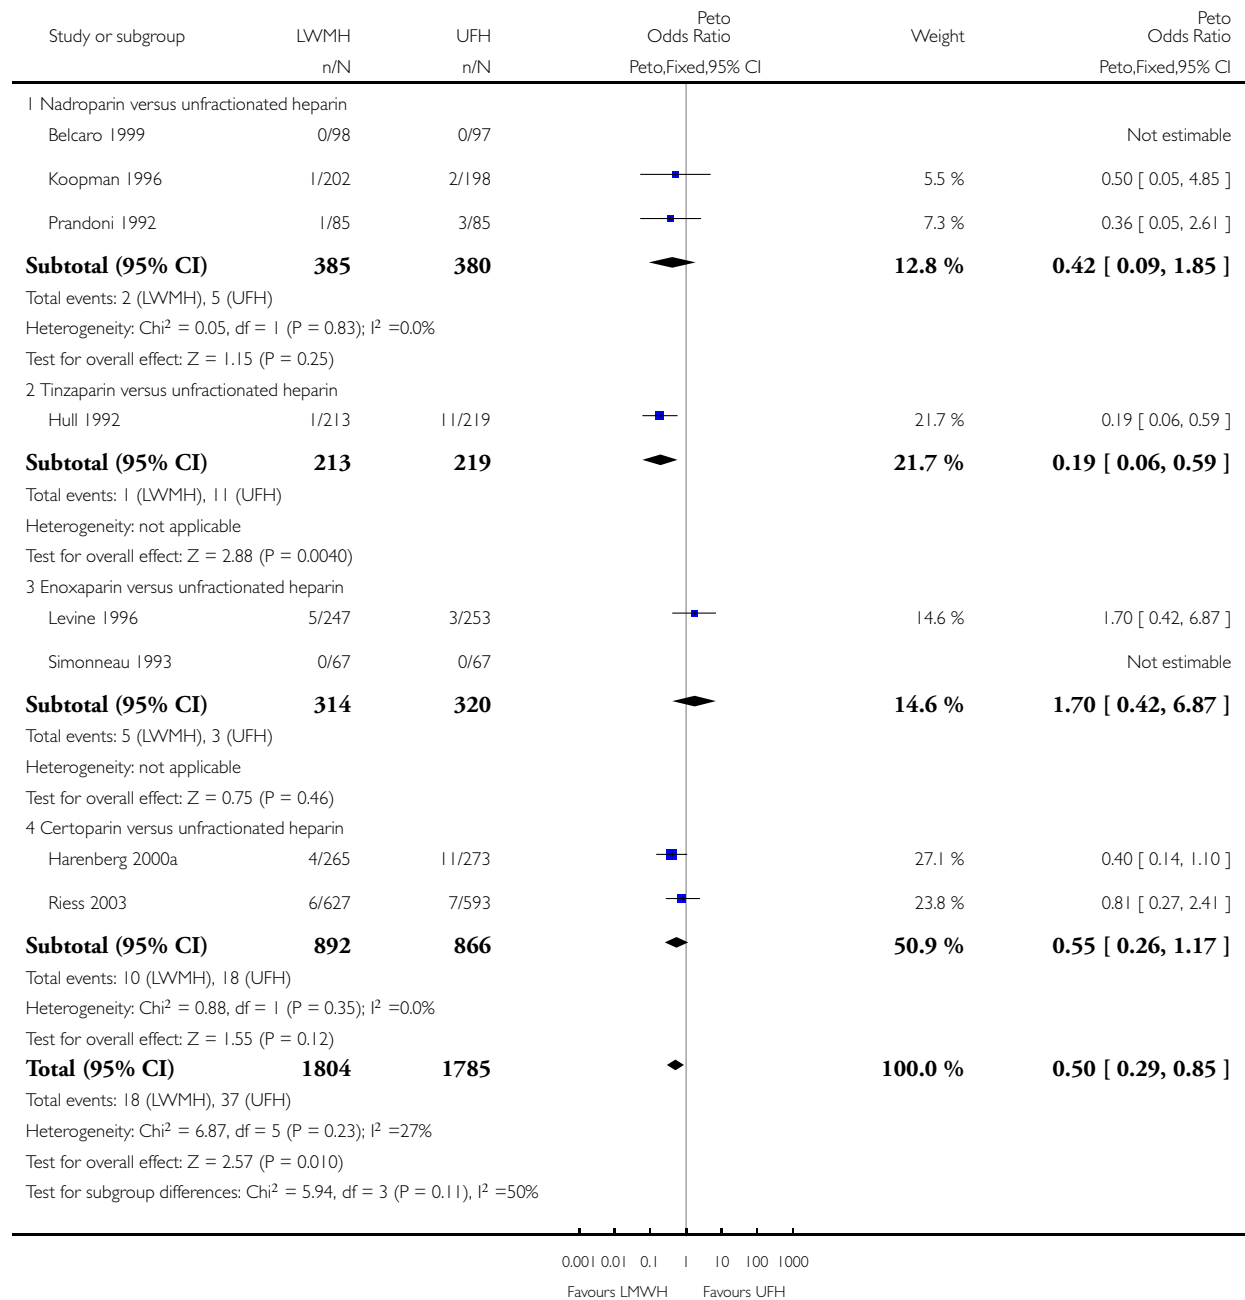 Peto Peto
Study or subgroup LWMH UFH Odds Ratio Weight Odds Ratio
n/N n/N Peto,Fixed,95% CI Peto,Fixed,95% CI
1 Nadroparin versus unfractionated heparin
Belcaro 1999 0/98 0/97 Not estimable
Koopman 1996 1/202 2/198 5.5 % 0.50 [ 0.05, 4.85 ]
Prandoni 1992 1/85 3/85 7.3 % 0.36 [ 0.05, 2.61 ]
Subtotal (95% CI) 385 380 12.8 % 0.42 [ 0.09, 1.85 ]
Total events: 2 (LWMH), 5 (UFH)
Heterogeneity: Chi² = 0.05, df = 1 (P = 0.83); I² =0.0%
Test for overall effect: Z = 1.15 (P = 0.25)
2 Tinzaparin versus unfractionated heparin
Hull 1992 1/213 11/219 21.7 % 0.19 [ 0.06, 0.59 ]
Subtotal (95% CI) 213 219 21.7 % 0.19 [ 0.06, 0.59 ]
Total events: 1 (LWMH), 11 (UFH)
Heterogeneity: not applicable
Test for overall effect: Z = 2.88 (P = 0.0040)
3 Enoxaparin versus unfractionated heparin
Levine 1996 5/247 3/253 14.6 % 1.70 [ 0.42, 6.87 ]
Simonneau 1993 0/67 0/67 Not estimable
Subtotal (95% CI) 314 320 14.6 % 1.70 [ 0.42, 6.87 ]
Total events: 5 (LWMH), 3 (UFH)
Heterogeneity: not applicable
Test for overall effect: Z = 0.75 (P = 0.46)
4 Certoparin versus unfractionated heparin
Harenberg 2000a 4/265 11/273 27.1 % 0.40 [ 0.14, 1.10 ]
Riess 2003 6/627 7/593 23.8 % 0.81 [ 0.27, 2.41 ]
Subtotal (95% CI) 892 866 50.9 % 0.55 [ 0.26, 1.17 ]
Total events: 10 (LWMH), 18 (UFH)
Heterogeneity: Chi² = 0.88, df = 1 (P = 0.35); I² =0.0%
Test for overall effect: Z = 1.55 (P = 0.12)
Total (95% CI) 1804 1785 100.0 % 0.50 [ 0.29, 0.85 ]
Total events: 18 (LWMH), 37 (UFH)
Heterogeneity: Chi² = 6.87, df = 5 (P = 0.23); I² =27%
Test for overall effect: Z = 2.57 (P = 0.010)
Test for subgroup differences: Chi² = 5.94, df = 3 (P = 0.11), I² =50%
0.001 0.01 0.1 1 10 100 1000
Favours LMWH Favours UFH